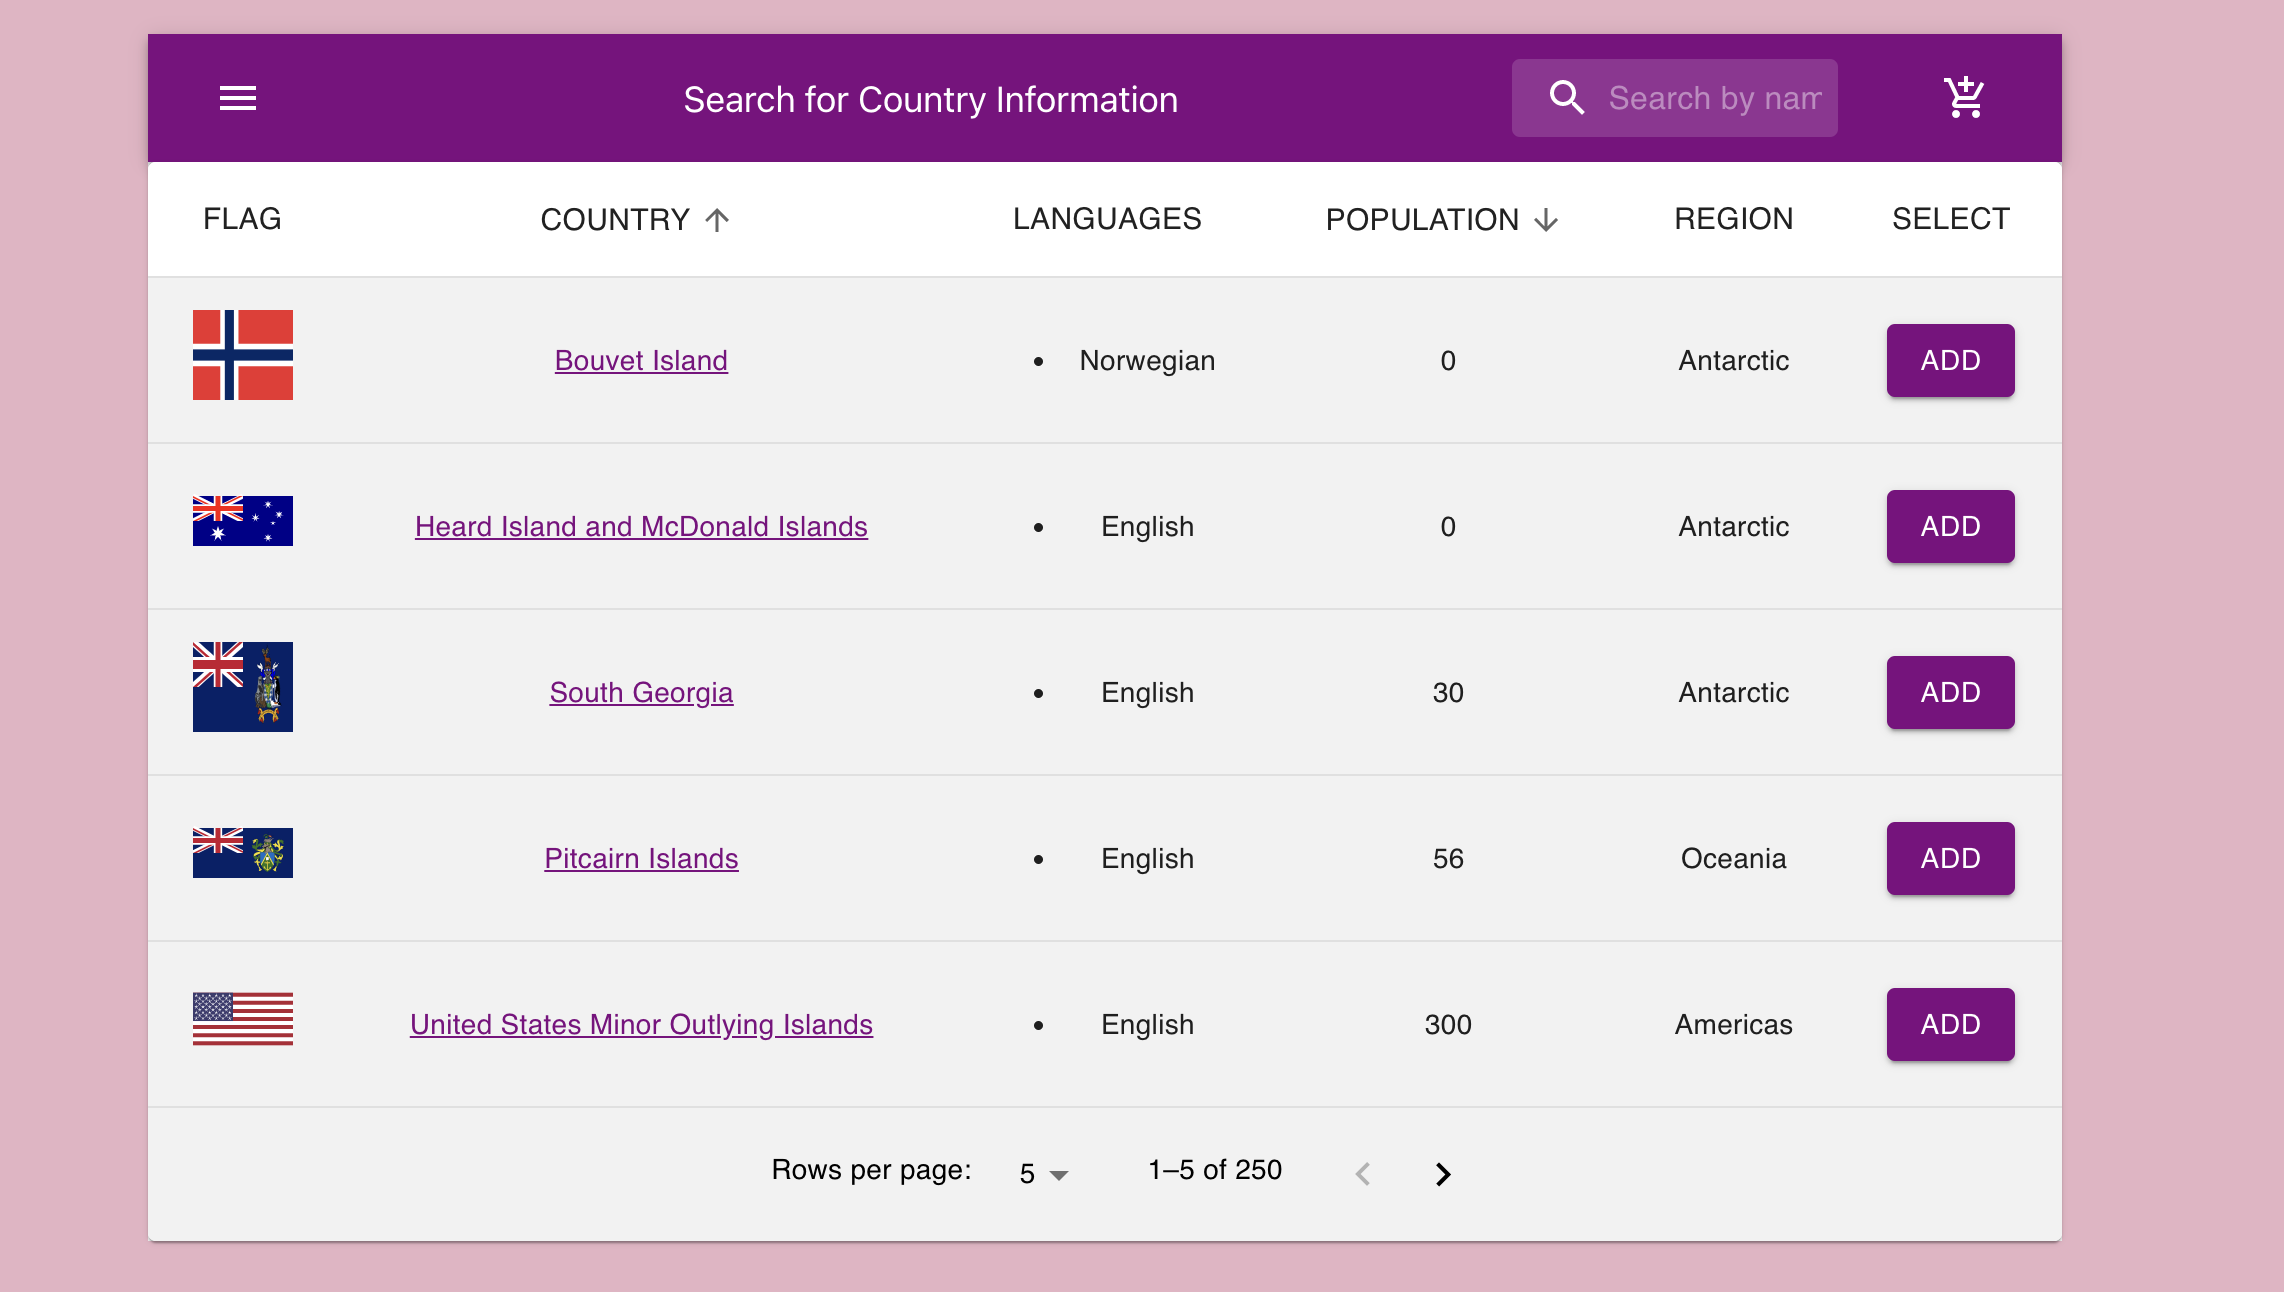 Search for Country Information
Search by nam
FLAG COUNTRY LANGUAGES POPULATION REGION SELECT
Bouvet Island • Norwegian 0 Antarctic ADD
Heard Island and McDonald Islands • English 0 Antarctic ADD
South Georgia • English 30 Antarctic ADD
Pitcairn Islands • English 56 Oceania ADD
United States Minor Outlying Islands • English 300 Americas ADD
Rows per page: 5 1–5 of 250